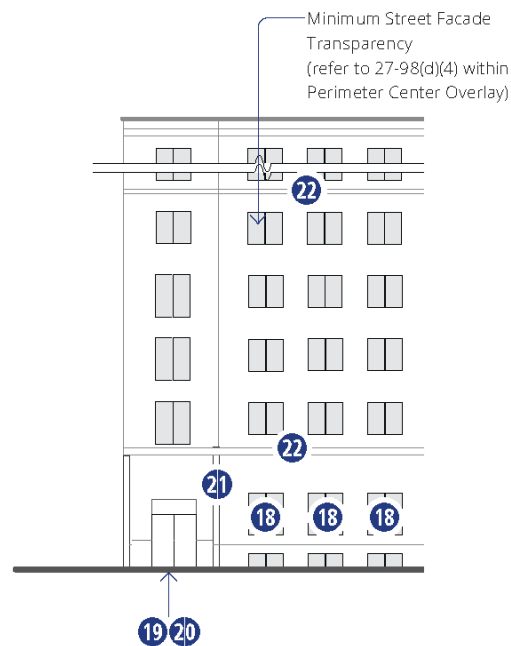 Minimum Street Facade
Transparency
(refer to 27-98(d)(4) within
Perimeter Center Overlay)
22
22
21
18 18 18
19 20